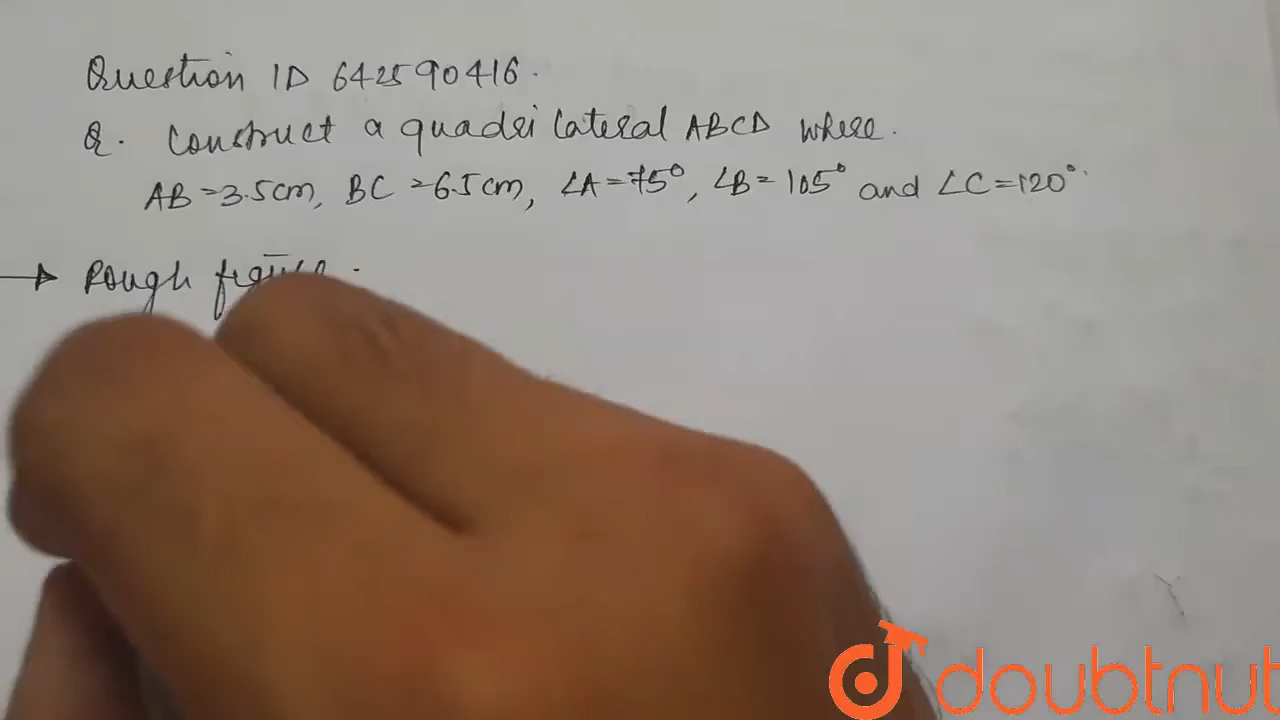 Question ID 642590416.
Q. Construct a quadrilateral ABCD where.
AB=3.5cm, BC=6.5cm, ∠A=75°, ∠B=105° and ∠C=120°.
→ Rough figure.
doubtnut